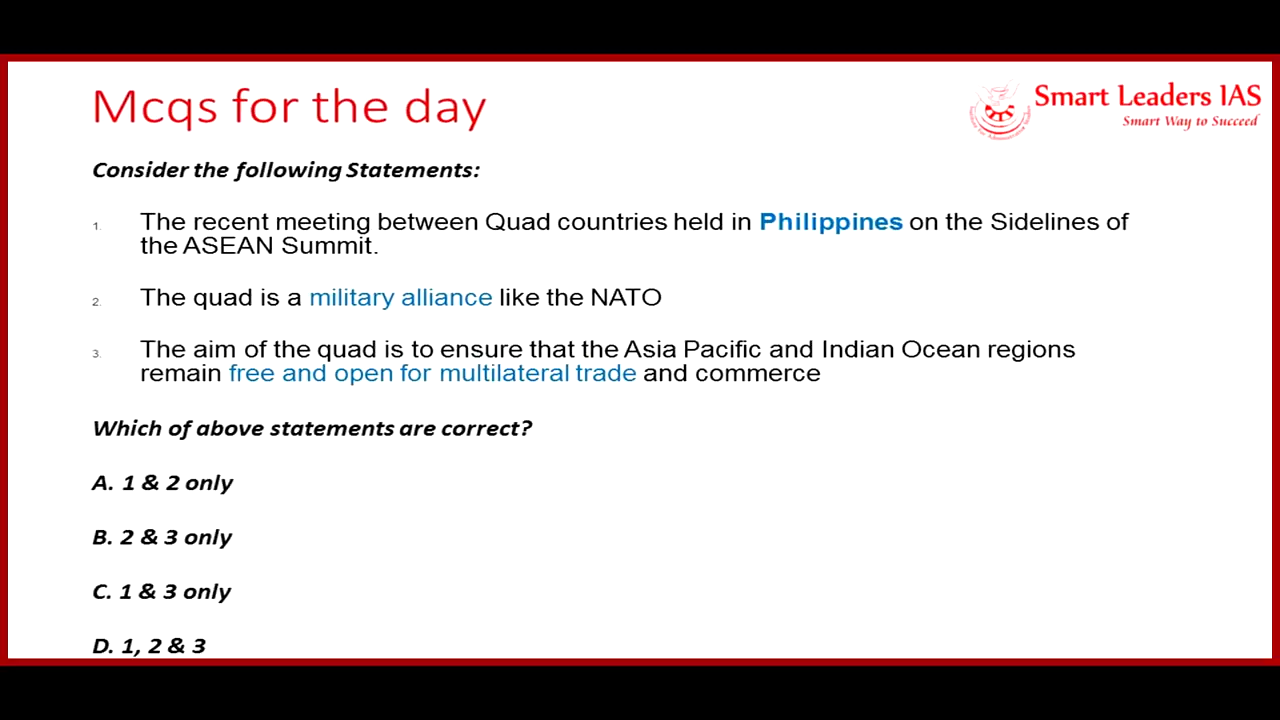 Mcqs for the day
Smart Leaders IAS
Smart Way to Succeed
Consider the following Statements:
1. The recent meeting between Quad countries held in Philippines on the Sidelines of
the ASEAN Summit.
2. The quad is a military alliance like the NATO
3. The aim of the quad is to ensure that the Asia Pacific and Indian Ocean regions
remain free and open for multilateral trade and commerce
Which of above statements are correct?
A. 1 & 2 only
B. 2 & 3 only
C. 1 & 3 only
D. 1, 2 & 3